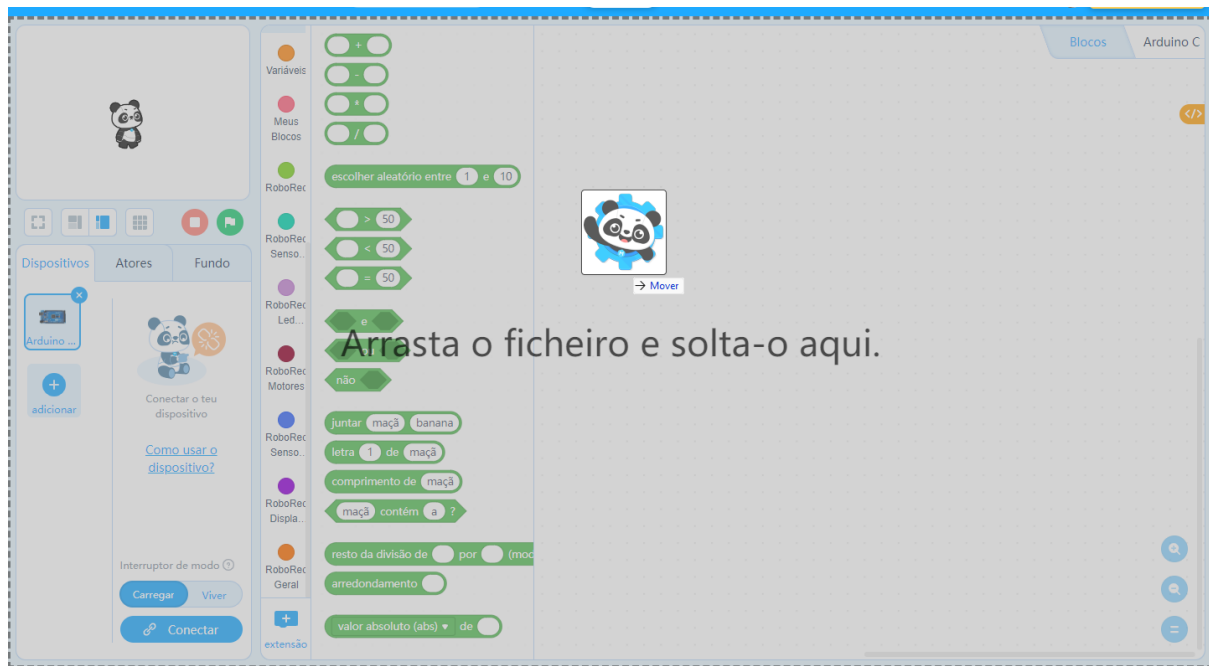 Blocos
Arduino C
</>
Variáveis
Meus
Blocos
RoboRec
RoboRec
Senso..
RoboRec
Led...
RoboRec
Motores
RoboRec
Senso..
RoboRec
Displa..
RoboRec
Geral
extensão
+
-
*
/
escolher aleatório entre 1 e 10
> 50
< 50
= 50
e
não
juntar maçã banana
letra 1 de maçã
comprimento de maçã
maçã contém a ?
resto da divisão de por (mod
arredondamento
valor absoluto (abs) de
Mover
Arrasta o ficheiro e solta-o aqui.
Dispositivos
Atores
Fundo
Arduino ...
adicionar
Conectar o teu
dispositivo
Como usar o
dispositivo?
Interruptor de modo ?
Carregar
Viver
Conectar